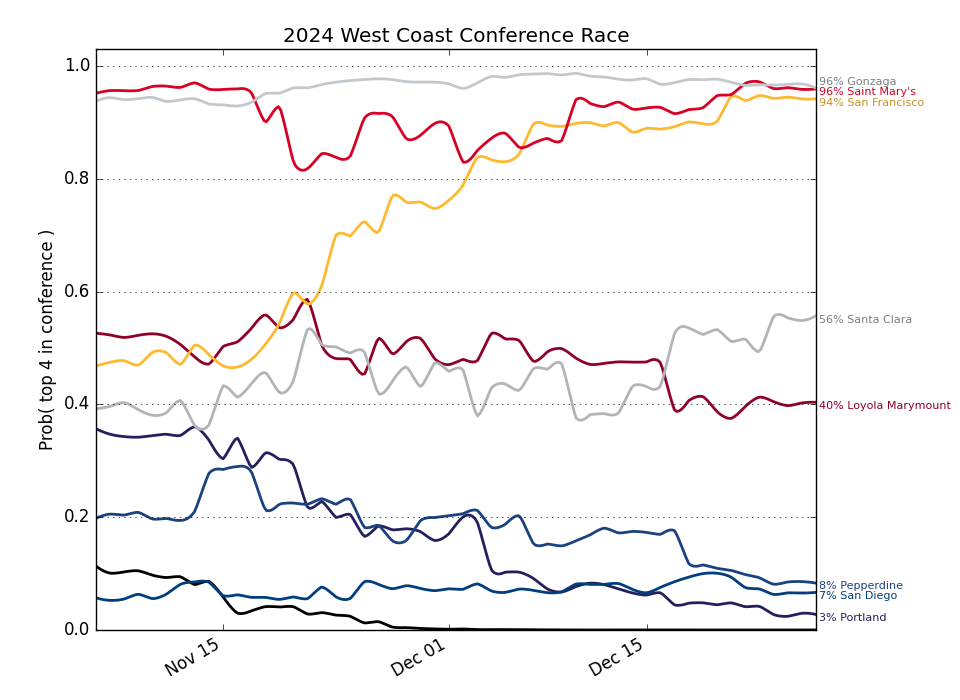 2024 West Coast Conference Race
Prob( top 4 in conference )
1.0
0.8
0.6
0.4
0.2
0.0
Nov 15
Dec 01
Dec 15
96% Gonzaga
96% Saint Mary's
94% San Francisco
56% Santa Clara
40% Loyola Marymount
8% Pepperdine
7% San Diego
3% Portland